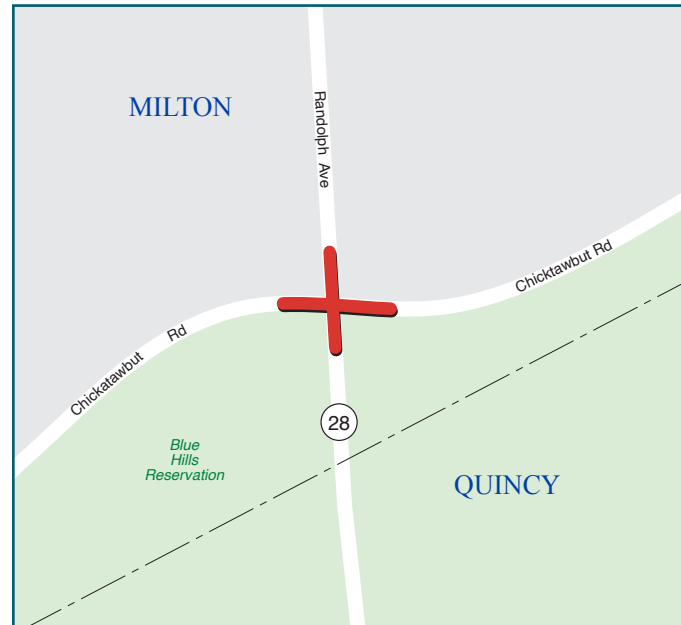 MILTON
Randolph Ave
Chicktawbut Rd
Chickatawbut Rd
28
Blue
Hills
Reservation
QUINCY